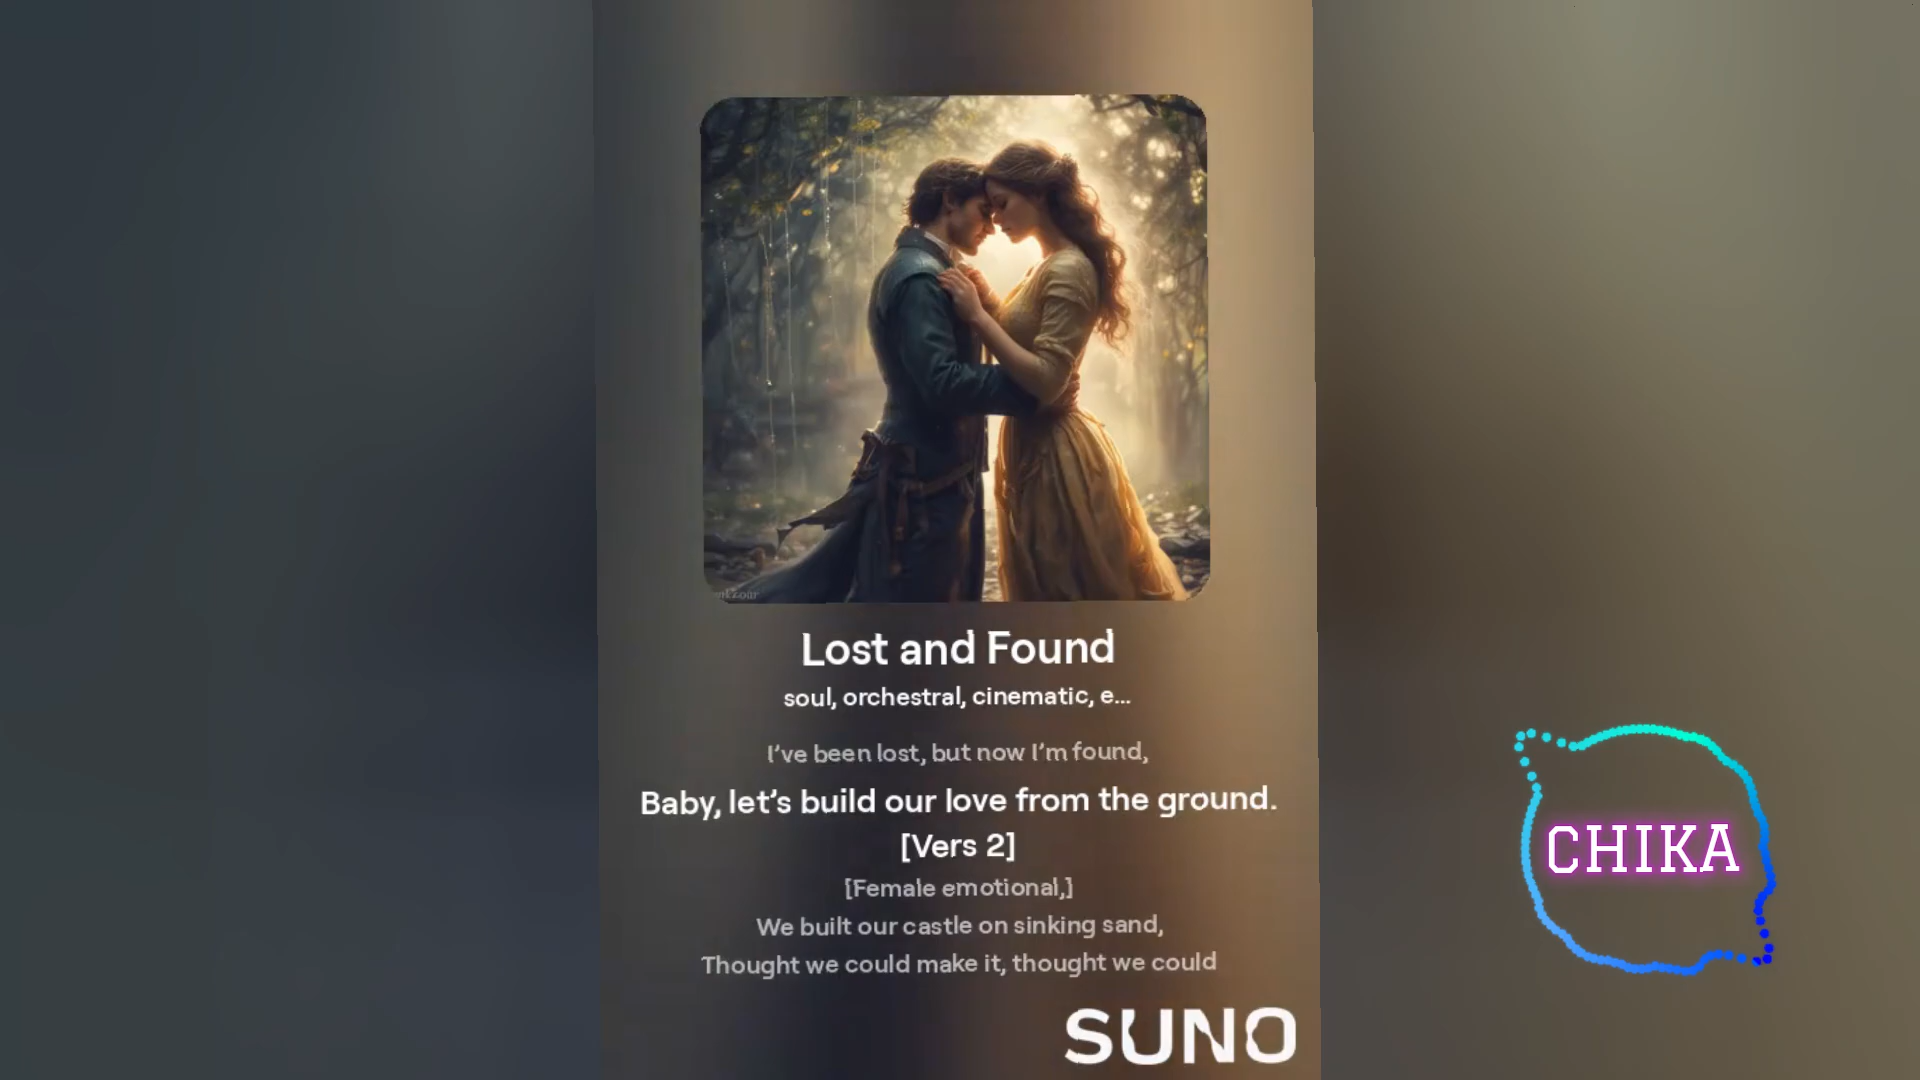 Lost and Found
soul, orchestral, cinematic, e...
I've been lost, but now I'm found,
Baby, let's build our love from the ground.
[Vers 2]
[Female emotional,]
We built our castle on sinking sand,
Thought we could make it, thought we could
SUNO
CHIKA